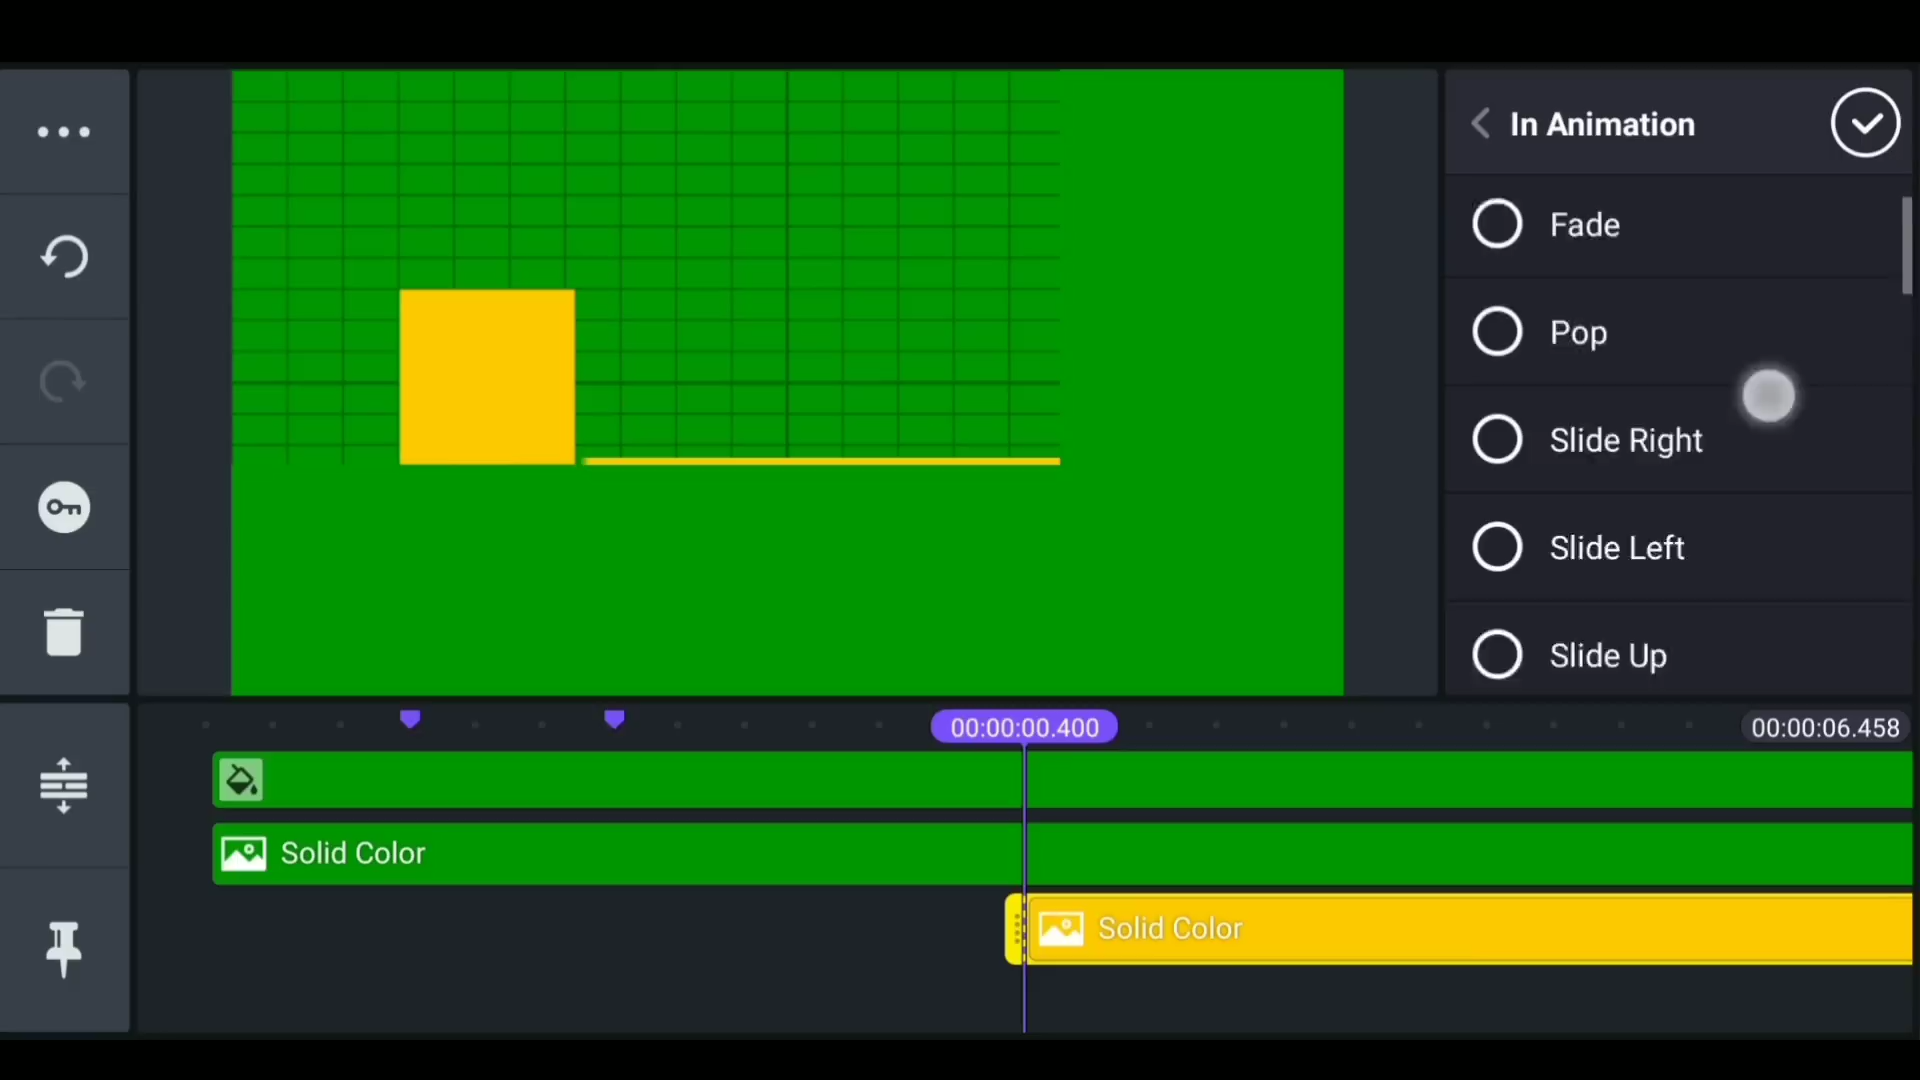 In Animation
Fade
Pop
Slide Right
Slide Left
Slide Up
00:00:00.400
00:00:06.458
Solid Color
Solid Color